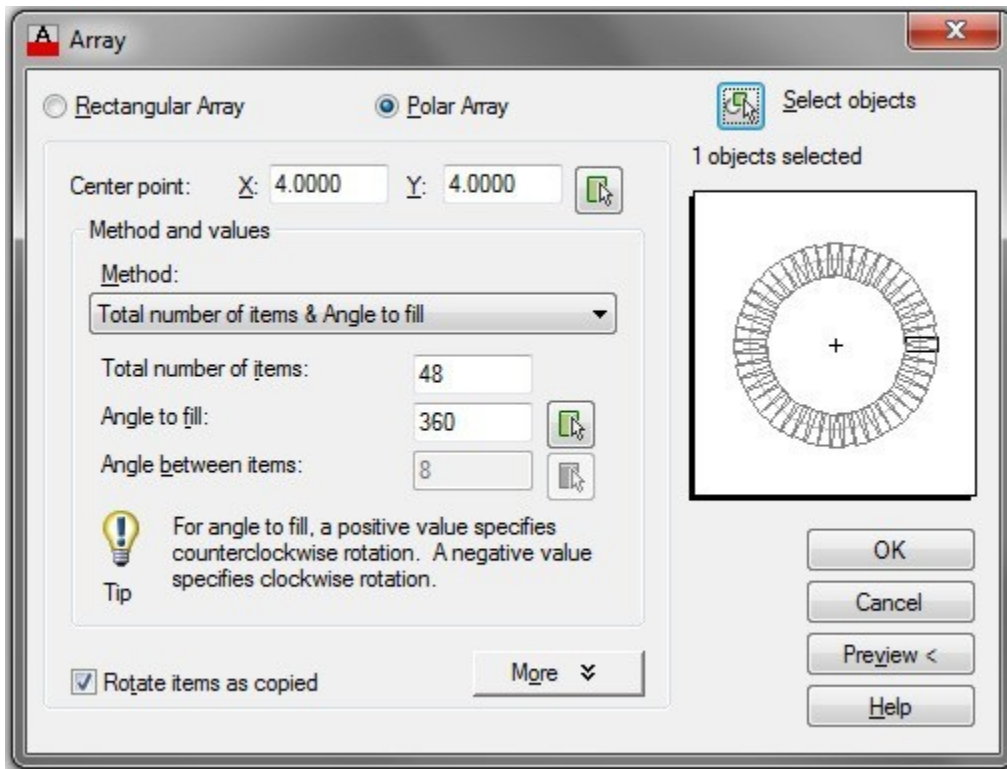 Array
Rectangular Array
Polar Array
Select objects
1 objects selected
Center point: X: 4.0000 Y: 4.0000
Method and values
Method:
Total number of items & Angle to fill
Total number of items: 48
Angle to fill: 360
Angle between items: 8
For angle to fill, a positive value specifies
counterclockwise rotation. A negative value
specifies clockwise rotation.
Tip
Rotate items as copied
More
OK
Cancel
Preview <
Help